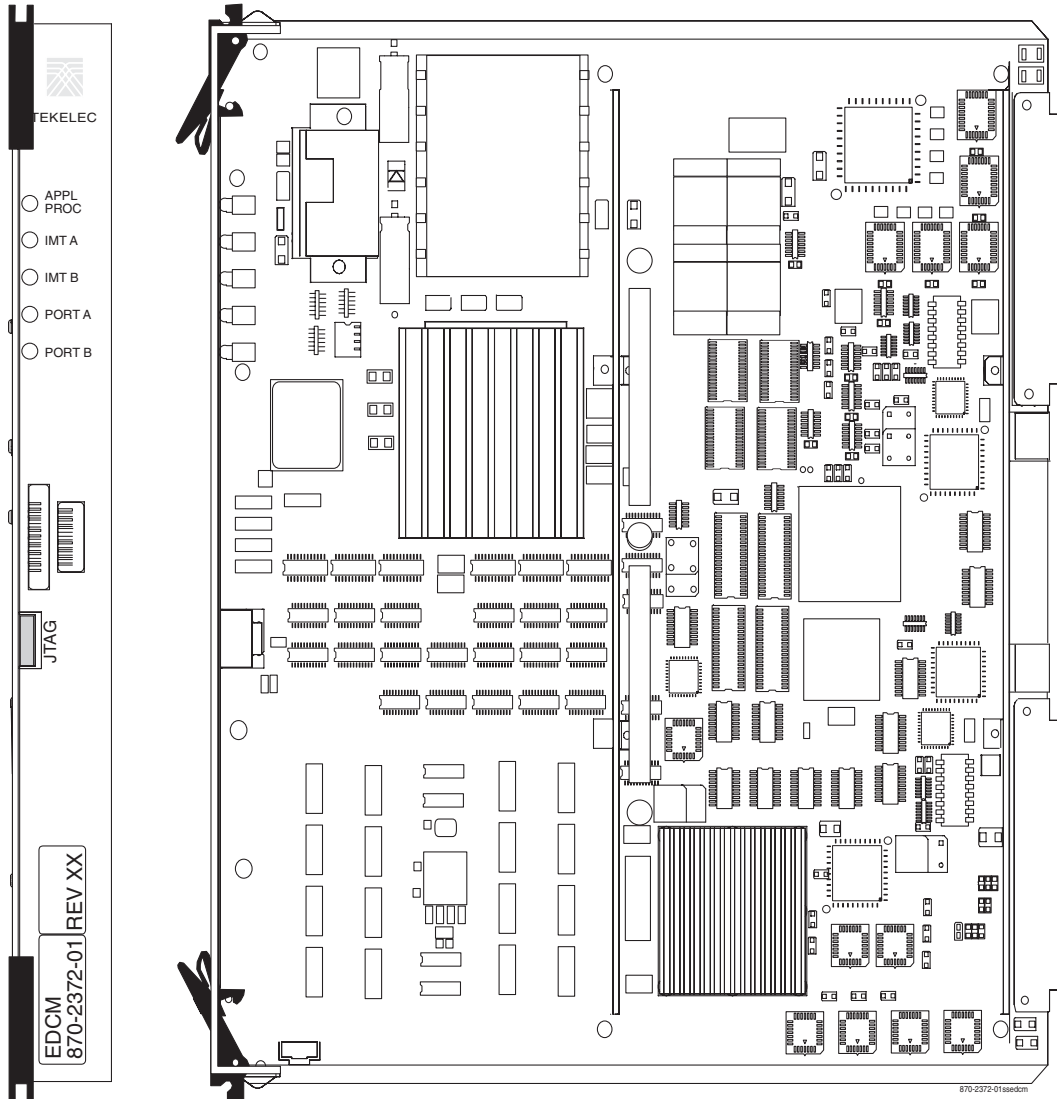 TEKELEC
APPL
PROC
IMT A
IMT B
PORT A
PORT B
JTAG
EDCM
870-2372-01
REV XX
870-2372-01ssedcm